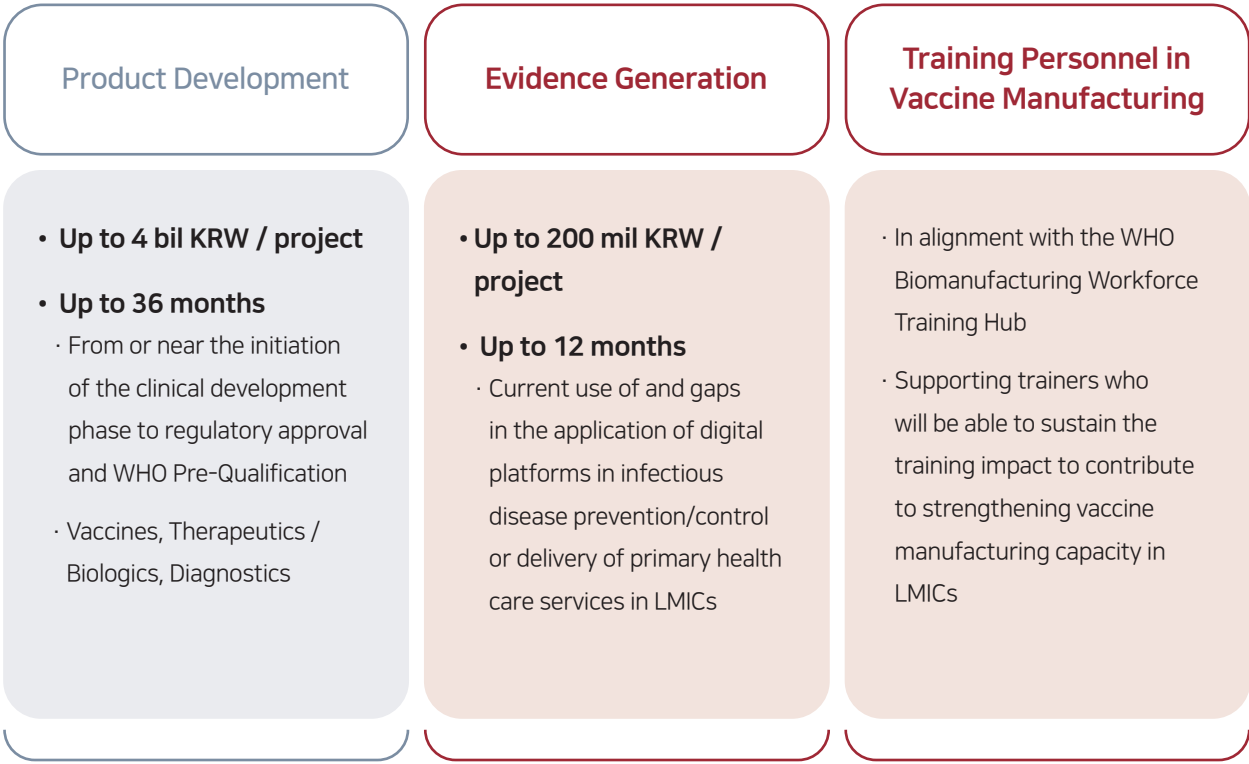 Product Development
• Up to 4 bil KRW / project
• Up to 36 months
· From or near the initiation
of the clinical development
phase to regulatory approval
and WHO Pre-Qualification
· Vaccines, Therapeutics /
Biologics, Diagnostics
Evidence Generation
• Up to 200 mil KRW /
project
• Up to 12 months
· Current use of and gaps
in the application of digital
platforms in infectious
disease prevention/control
or delivery of primary health
care services in LMICs
Training Personnel in
Vaccine Manufacturing
· In alignment with the WHO
Biomanufacturing Workforce
Training Hub
· Supporting trainers who
will be able to sustain the
training impact to contribute
to strengthening vaccine
manufacturing capacity in
LMICs